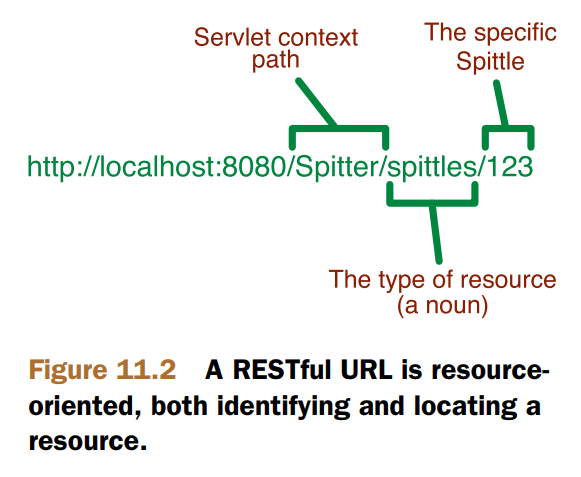 Servlet context
path
The specific
Spittle
http://localhost:8080/Spitter/spittles/123
The type of resource
(a noun)
Figure 11.2 A RESTful URL is resource-
oriented, both identifying and locating a
resource.